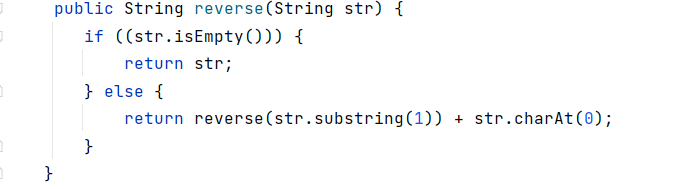 public String reverse(String str) {
if ((str.isEmpty())) {
return str;
} else {
return reverse(str.substring(1)) + str.charAt(0);
}
}